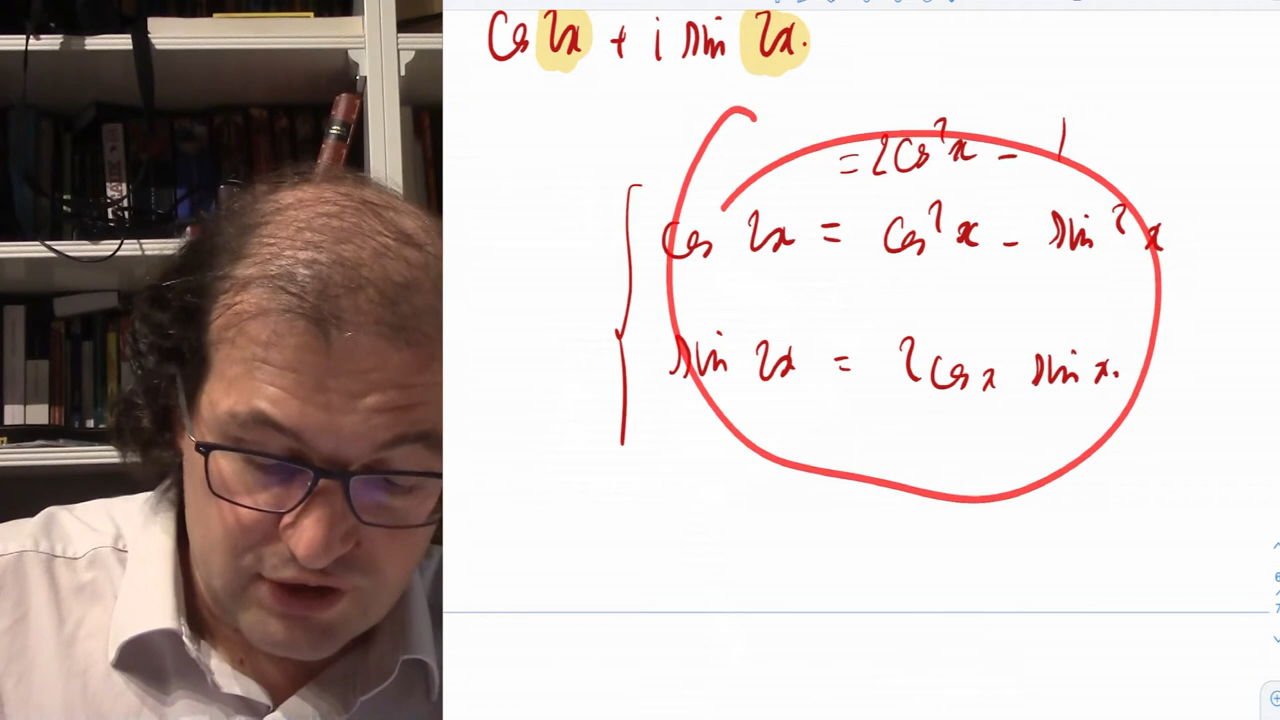 cos 2x + i sin 2x.
= 2cos²x - 1
cos 2x = cos²x - sin²x
sin 2x = 2cos x sin x.